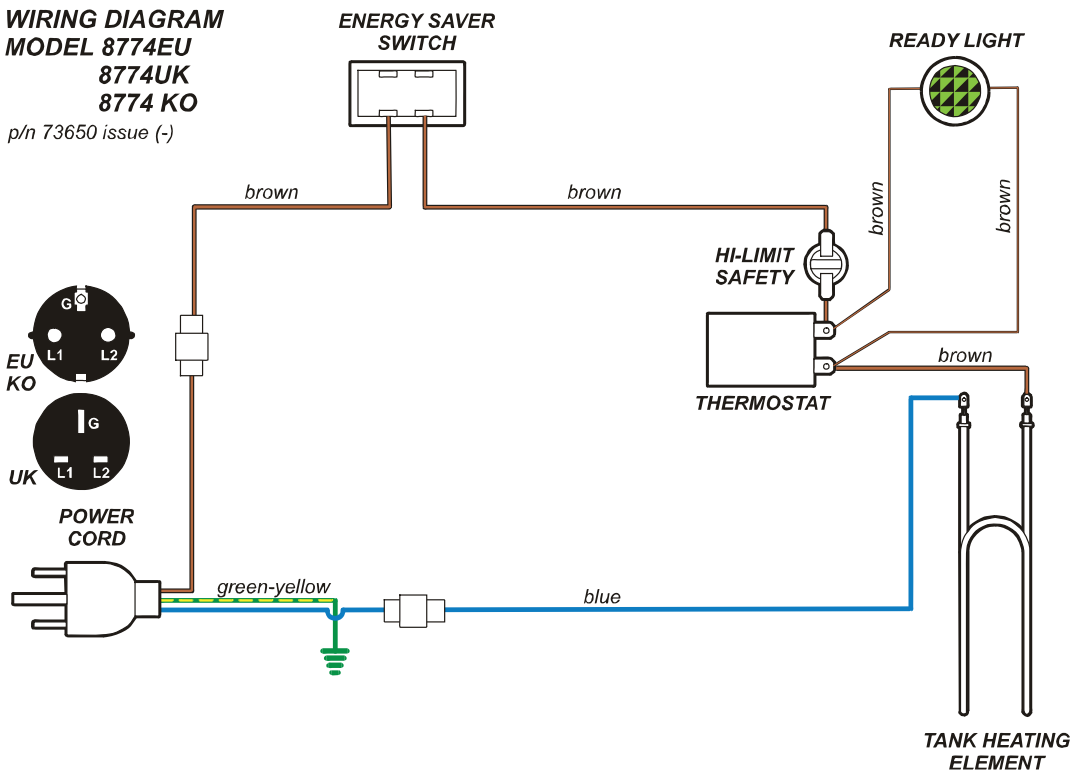 WIRING DIAGRAM
MODEL 8774EU
8774UK
8774 KO
p/n 73650 issue (-)
ENERGY SAVER
SWITCH
READY LIGHT
brown
brown
brown
brown
HI-LIMIT
SAFETY
G
L1
L2
EU
KO
THERMOSTAT
brown
G
L1
L2
UK
POWER
CORD
green-yellow
blue
TANK HEATING
ELEMENT